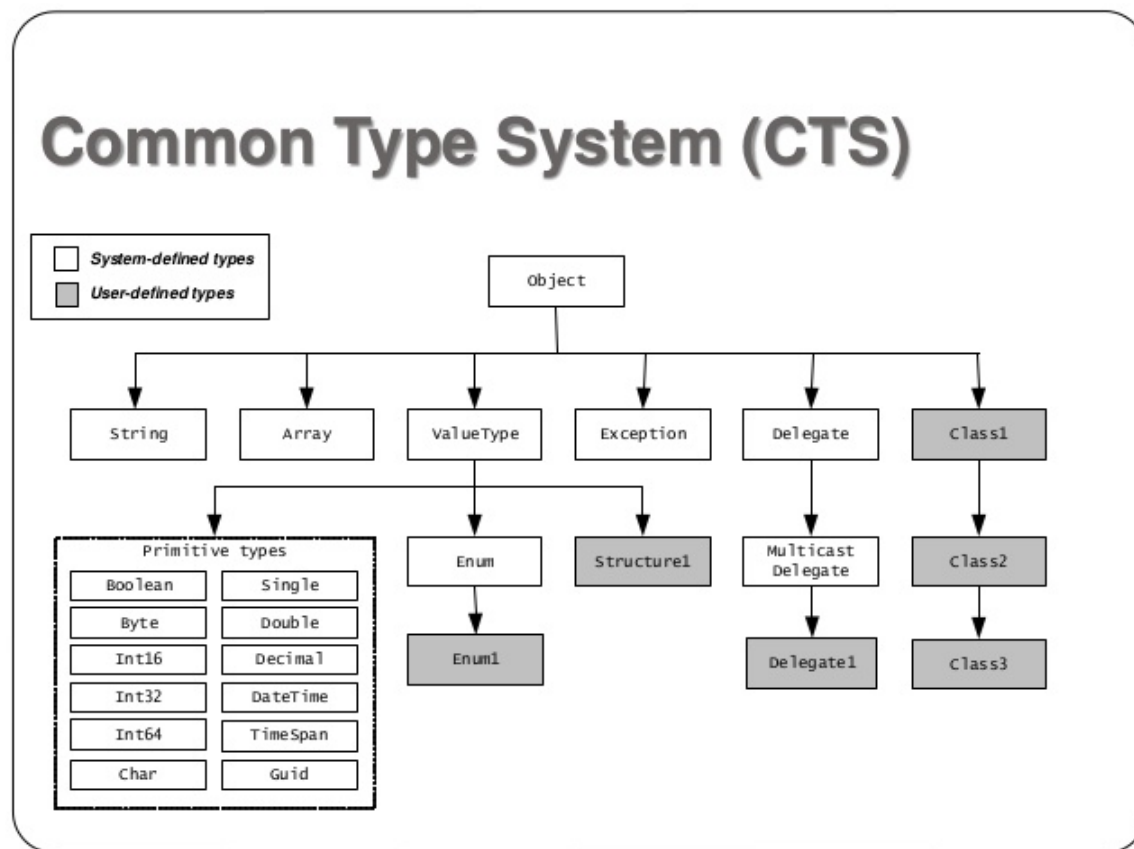 Common Type System (CTS)
System-defined types
User-defined types
Object
String
Array
ValueType
Exception
Delegate
Class1
Primitive types
Boolean
Single
Byte
Double
Int16
Decimal
Int32
DateTime
Int64
TimeSpan
Char
Guid
Enum
Structure1
Multicast
Delegate
Class2
Enum1
Delegate1
Class3